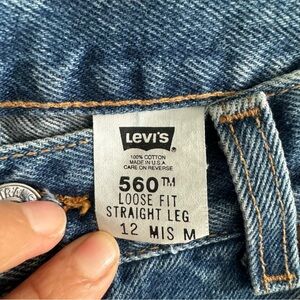 LEVI'S
100% COTTON
MADE IN U.S.A
CARE ON REVERSE
560™
LOOSE FIT
STRAIGHT LEG
12 MIS M